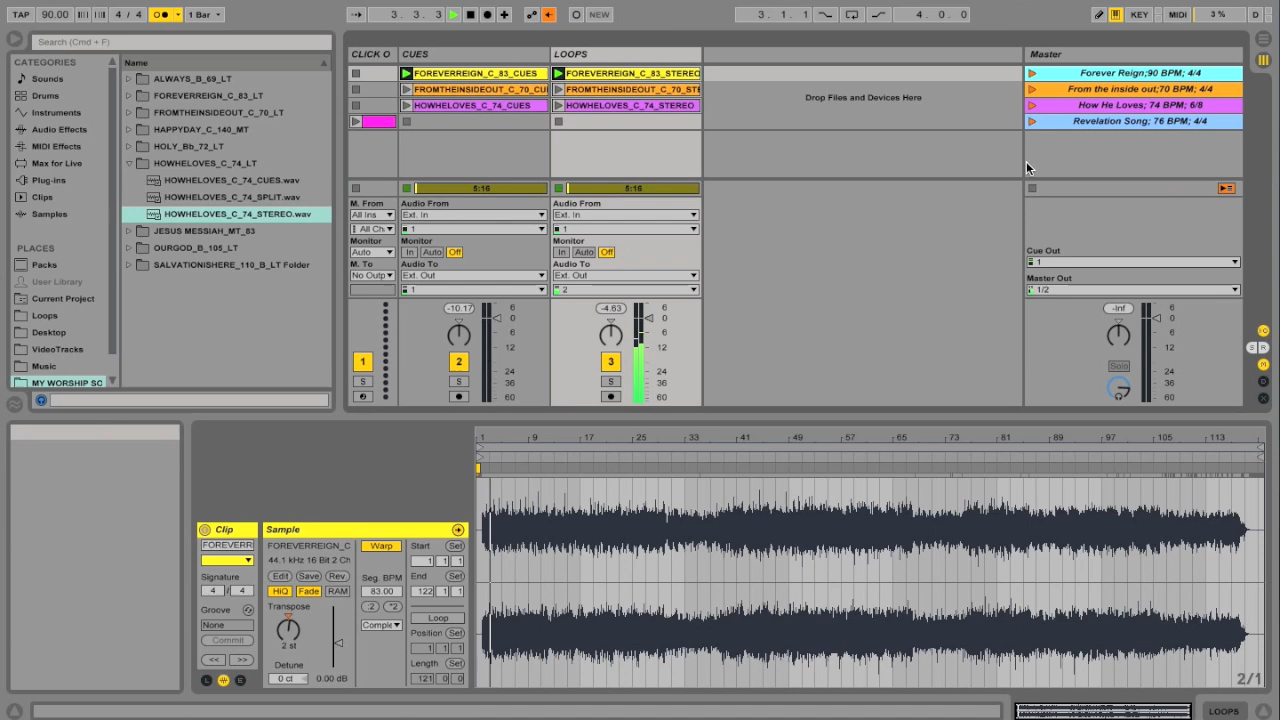 TAP 90.00 4 / 4 1 Bar 3. 3. 3 NEW 3. 1. 1 4. 0. 0 KEY MIDI 3 % D
Search (Cmd + F)
CATEGORIES
Sounds
Drums
Instruments
Audio Effects
MIDI Effects
Max for Live
Plug-ins
Clips
Samples
PLACES
Packs
User Library
Current Project
Loops
Desktop
VideoTracks
Music
MY WORSHIP SC
Name
ALWAYS_B_69_LT
FOREVERREIGN_C_83_LT
FROMTHEINSIDEOUT_C_70_LT
HAPPYDAY_C_140_MT
HOLY_Bb_72_LT
HOWHELOVES_C_74_LT
HOWHELOVES_C_74_CUES.wav
HOWHELOVES_C_74_SPLIT.wav
HOWHELOVES_C_74_STEREO.wav
JESUS MESSIAH_MT_83
OURGOD_B_105_LT
SALVATIONISHERE_110_B_LT Folder
CLICK O CUES LOOPS Master
FOREVERREIGN_C_83_CUES FOREVERREIGN_C_83_STEREO Forever Reign;90 BPM; 4/4
FROMTHEINSIDEOUT_C_70_CUI FROMTHEINSIDEOUT_C_70_STE From the inside out;70 BPM; 4/4
HOWHELOVES_C_74_CUES HOWHELOVES_C_74_STEREO How He Loves; 74 BPM; 6/8
Revelation Song; 76 BPM; 4/4
Drop Files and Devices Here
5:16 5:16
M. From Audio From Audio From
All Ins Ext. In Ext. In
All Ch 1 1
Monitor Monitor Monitor
Auto In Auto Off In Auto Off
M. To Audio To Audio To
No Outp Ext. Out Ext. Out
1 2
Cue Out
1
Master Out
1/2
-10.17 6 -4.63 6 -Inf 6
0 0 0
6 6 6
12 12 12
1 2 3 Solo
24 24 24
S S S 36 36 36
60 60 60
S R
D
1 9 17 25 33 41 49 57 65 73 81 89 97 105 113
Clip
FOREVERR
Signature
4 / 4
Groove
None
Commit
<< >>
L E
Sample
FOREVERREIGN_C
44.1 kHz 16 Bit 2 Ch
Edit Save Rev.
HiQ Fade RAM
Transpose
2 st
Detune
0 ct 0.00 dB
Warp
Seg. BPM
83.00
:2 *2
Comple
Start Set
1 1 1
End Set
122 1 1
Loop
Position Set
1 1 1
Length Set
121 0 0
2/1
LOOPS